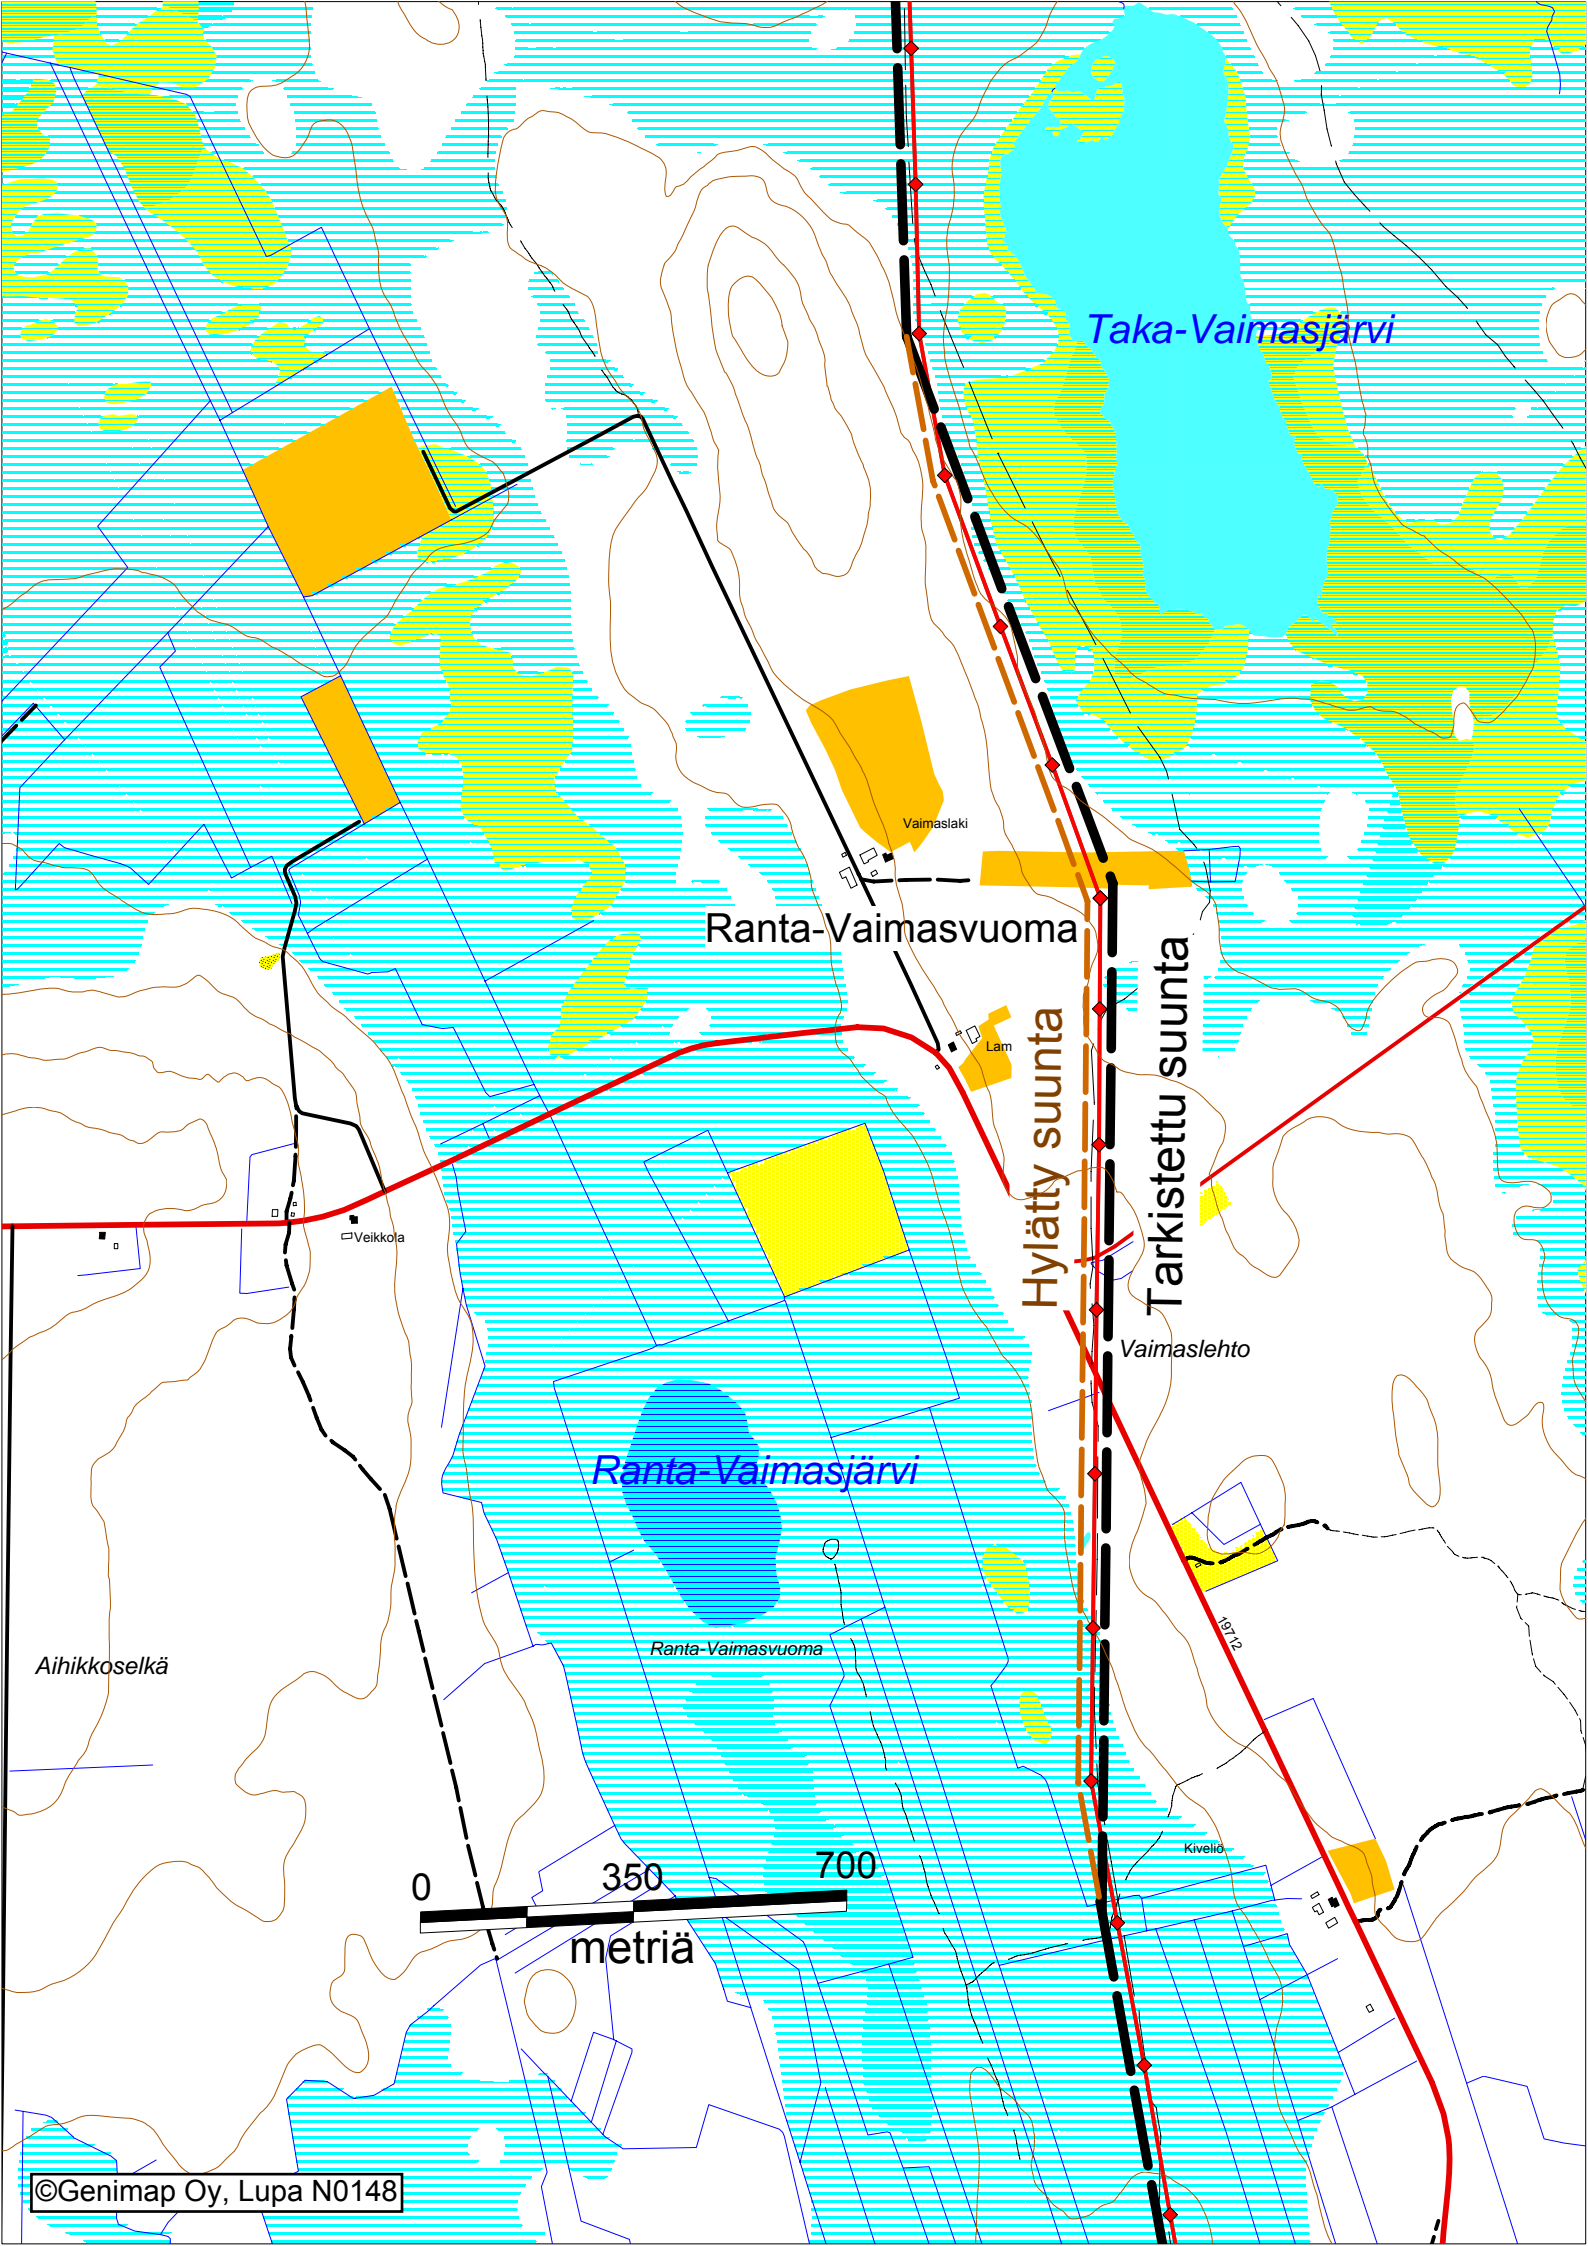 Taka-Vaimasjärvi
Vaimaslaki
Ranta-Vaimasvuoma
Lam
Hylätty suunta
Tarkistettu suunta
Veikkola
Vaimaslehto
Ranta-Vaimasjärvi
19712
Ranta-Vaimasvuoma
Aihikkoselkä
Kiveliö
0 350 700
metriä
©Genimap Oy, Lupa N0148